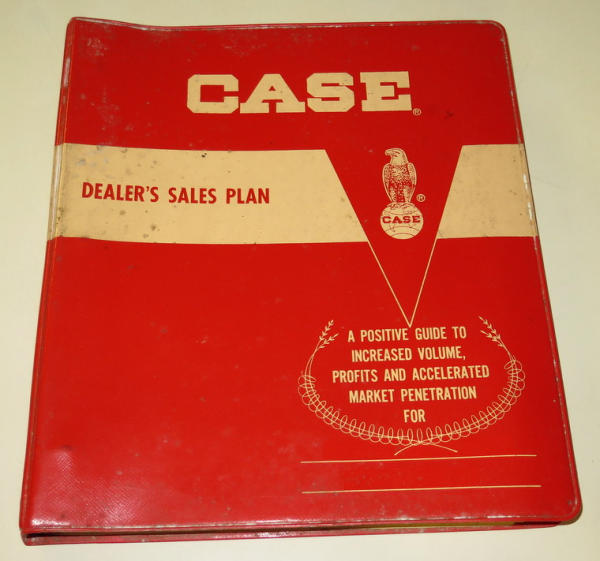 CASE®
DEALER'S SALES PLAN
®
CASE
A POSITIVE GUIDE TO
INCREASED VOLUME,
PROFITS AND ACCELERATED
MARKET PENETRATION
FOR